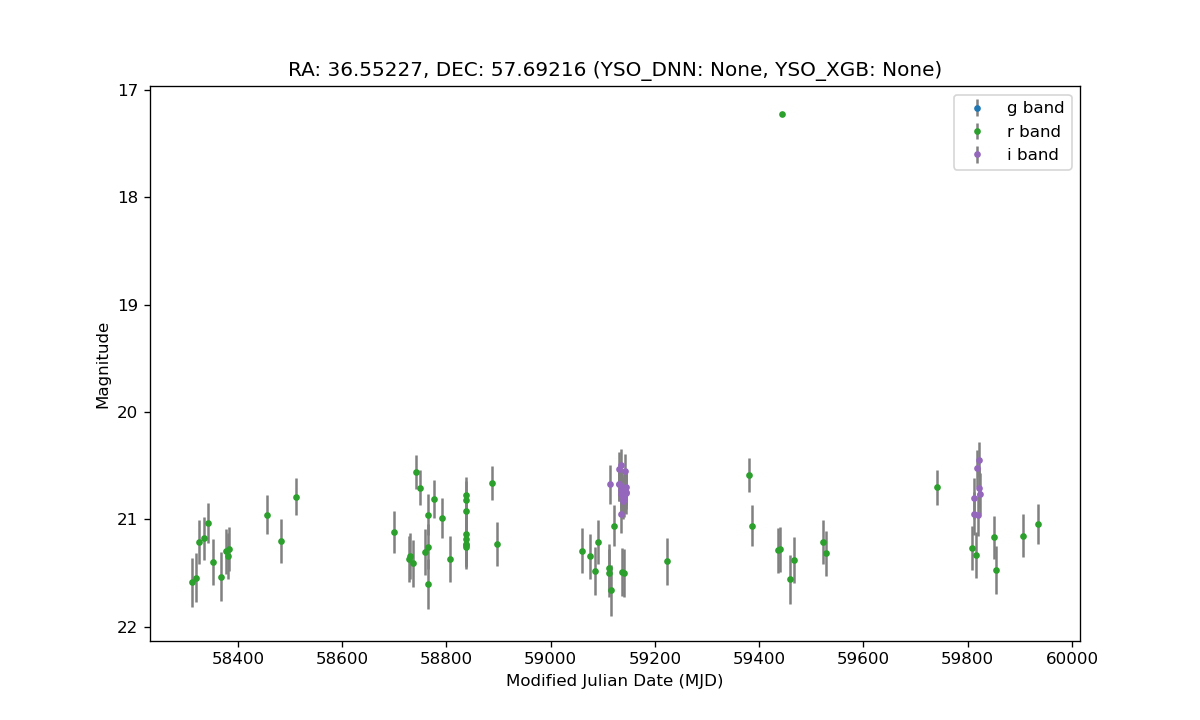 RA: 36.55227, DEC: 57.69216 (YSO_DNN: None, YSO_XGB: None)
17
18
19
20
21
22
Magnitude
g band
r band
i band
58400 58600 58800 59000 59200 59400 59600 59800 60000
Modified Julian Date (MJD)